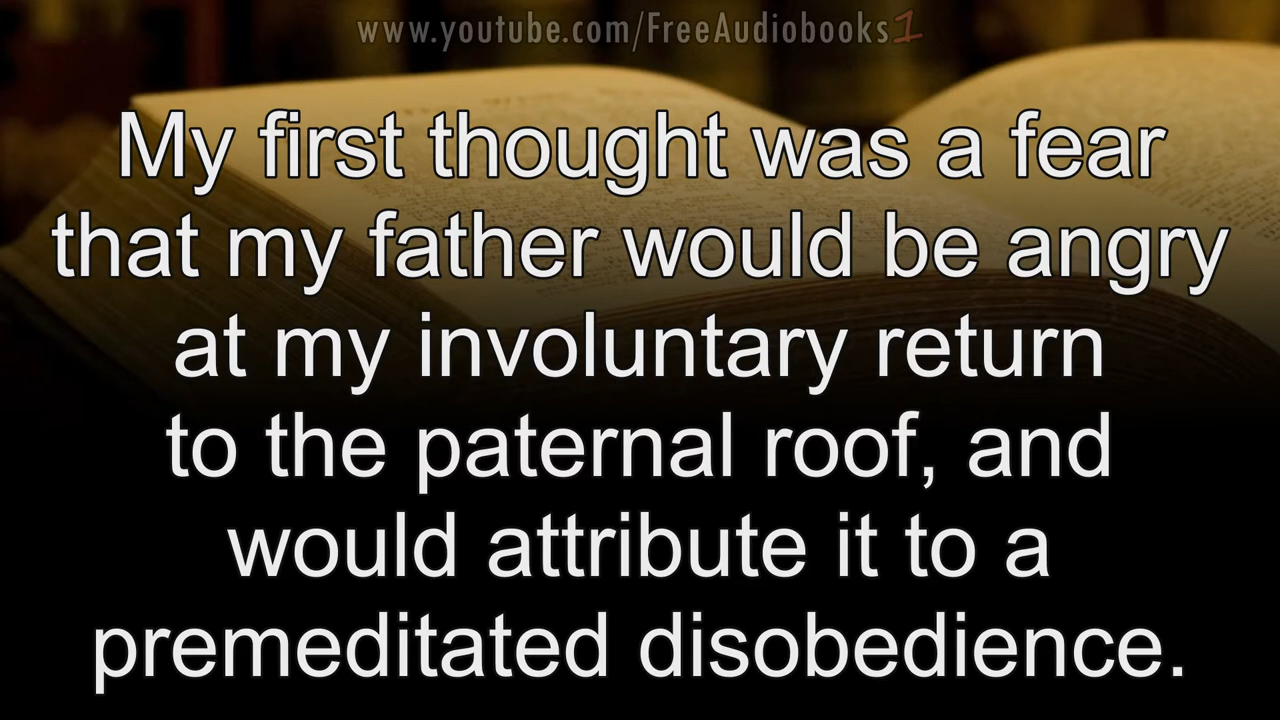 www.youtube.com/FreeAudiobooks1
My first thought was a fear
that my father would be angry
at my involuntary return
to the paternal roof, and
would attribute it to a
premeditated disobedience.